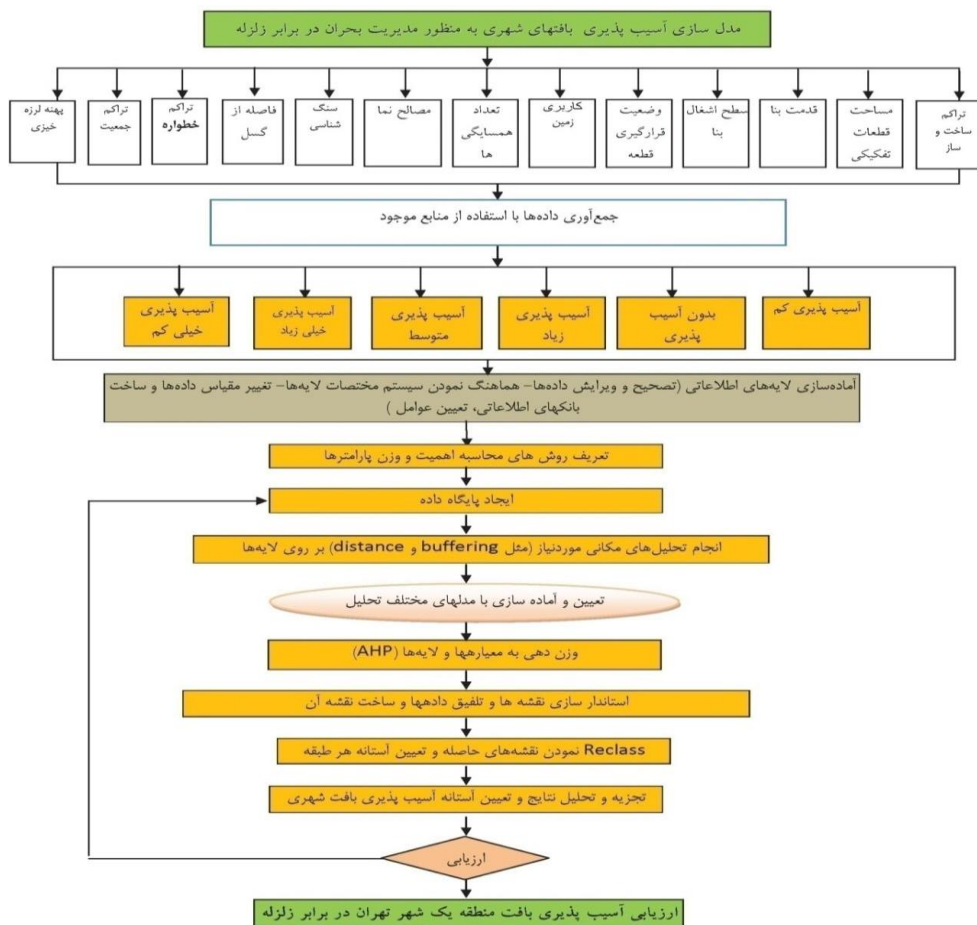 مدل سازی آسیب پذیری بافتهای شهری به منظور مدیریت بحران در برابر زلزله
تراکم
ساخت و
ساز
مساحت
قطعات
تفکیکی
قدمت بنا
سطح اشغال
بنا
وضعیت
قرارگیری
قطعه
کاربری
زمین
تعداد
همسایگی
ها
مصالح نما
سنگ
شناسی
فاصله از
گسل
تراکم
خطواره
تراکم
جمعیت
پهنه لرزه
خیزی
جمع‌آوری داده‌ها با استفاده از منابع موجود
آسیب پذیری کم
بدون آسیب
پذیری
آسیب پذیری
زیاد
آسیب پذیری
متوسط
آسیب پذیری
خیلی زیاد
آسیب پذیری
خیلی کم
آماده‌سازی لایه‌های اطلاعاتی (تصحیح و ویرایش داده‌ها- هماهنگ نمودن سیستم مختصات لایه‌ها- تغییر مقیاس داده‌ها و ساخت
بانکهای اطلاعاتی، تعیین عوامل )
تعریف روش های محاسبه اهمیت و وزن پارامترها
ایجاد پایگاه داده
انجام تحلیل‌های مکانی موردنیاز (مثل buffering و distance) بر روی لایه‌ها
تعیین و آماده سازی با مدلهای مختلف تحلیل
وزن دهی به معیارهها و لایه‌ها (AHP)
استاندار سازی نقشه ها و تلفیق دادهها و ساخت نقشه آن
Reclass نمودن نقشه‌های حاصله و تعیین آستانه هر طبقه
تجزیه و تحلیل نتایج و تعیین آستانه آسیب پذیری بافت شهری
ارزیابی
ارزیابی آسیب پذیری بافت منطقه یک شهر تهران در برابر زلزله